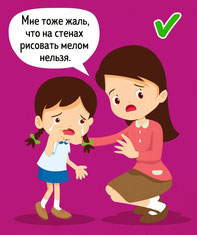 Мне тоже жаль,
что на стенах
рисовать мелом
нельзя.